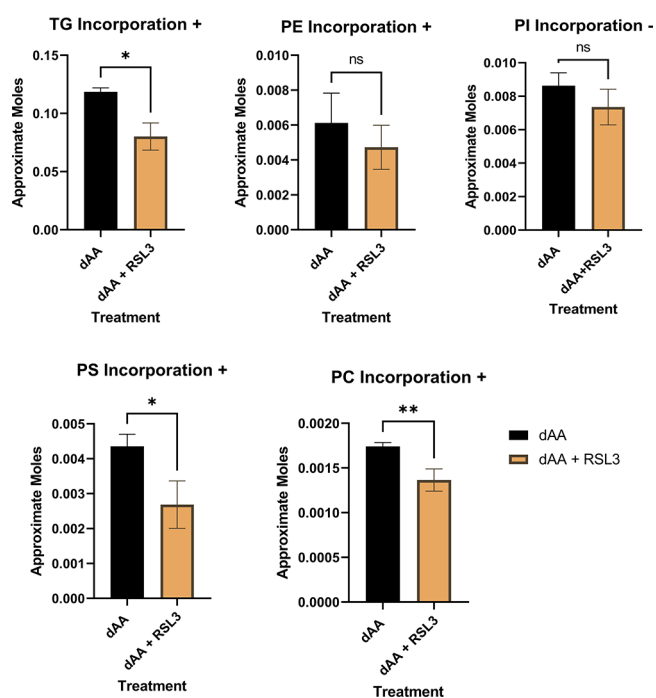 TG Incorporation +
*
0.15
0.10
0.05
0.00
Approximate Moles
dAA
dAA + RSL3
Treatment
PE Incorporation +
ns
0.010
0.008
0.006
0.004
0.002
0.000
Approximate Moles
dAA
dAA + RSL3
Treatment
PI Incorporation -
ns
0.010
0.008
0.006
0.004
0.002
0.000
Approximate Moles
dAA
dAA+RSL3
Treatment
PS Incorporation +
*
0.005
0.004
0.003
0.002
0.001
0.000
Approximate Moles
dAA
dAA + RSL3
Treatment
PC Incorporation +
**
0.0020
0.0015
0.0010
0.0005
0.0000
Approximate Moles
dAA
dAA + RSL3
Treatment
dAA
dAA + RSL3